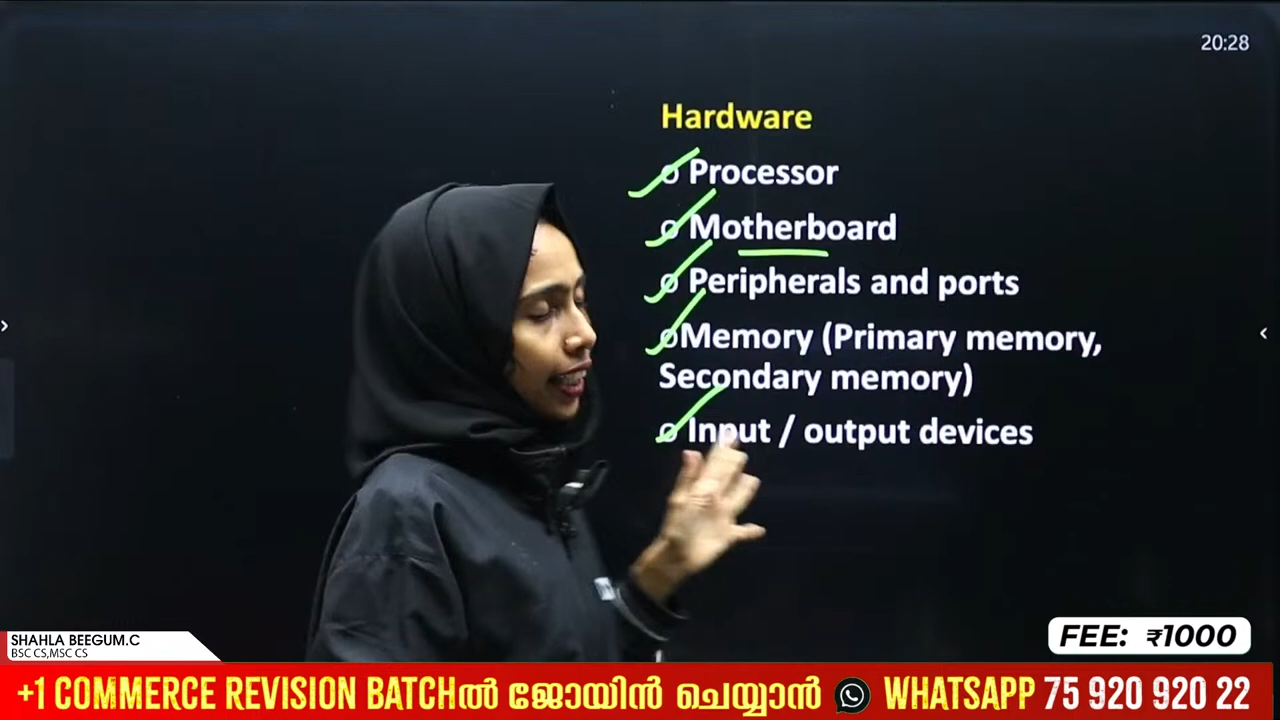 20:28
Hardware
o Processor
o Motherboard
o Peripherals and ports
oMemory (Primary memory,
Secondary memory)
o Input / output devices
SHAHLA BEEGUM.C
BSC CS,MSC CS
FEE: ₹1000
+1 COMMERCE REVISION BATCHൽ ജോയിൻ ചെയ്യാൻ WHATSAPP 75 920 920 22